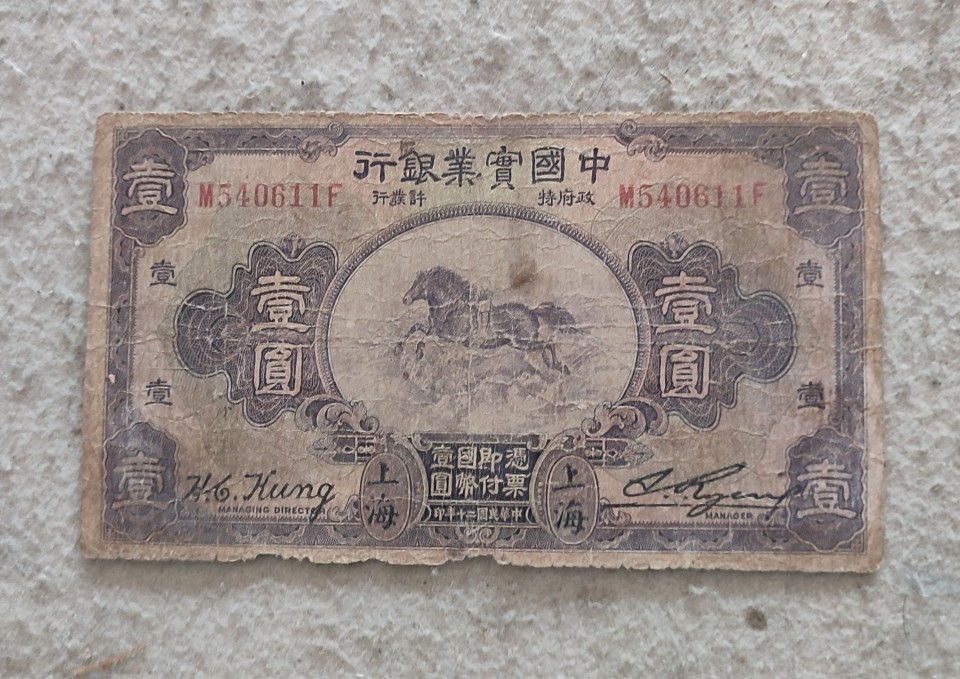 中國實業銀行
政府特許發行
M540611F M540611F
壹 壹
壹 壹
壹圓 壹圓
壹 壹
憑票即付國幣壹圓
上海 上海
壹 壹
中華民國二十年印
H.C. Kung
MANAGING DIRECTOR
MANAGER